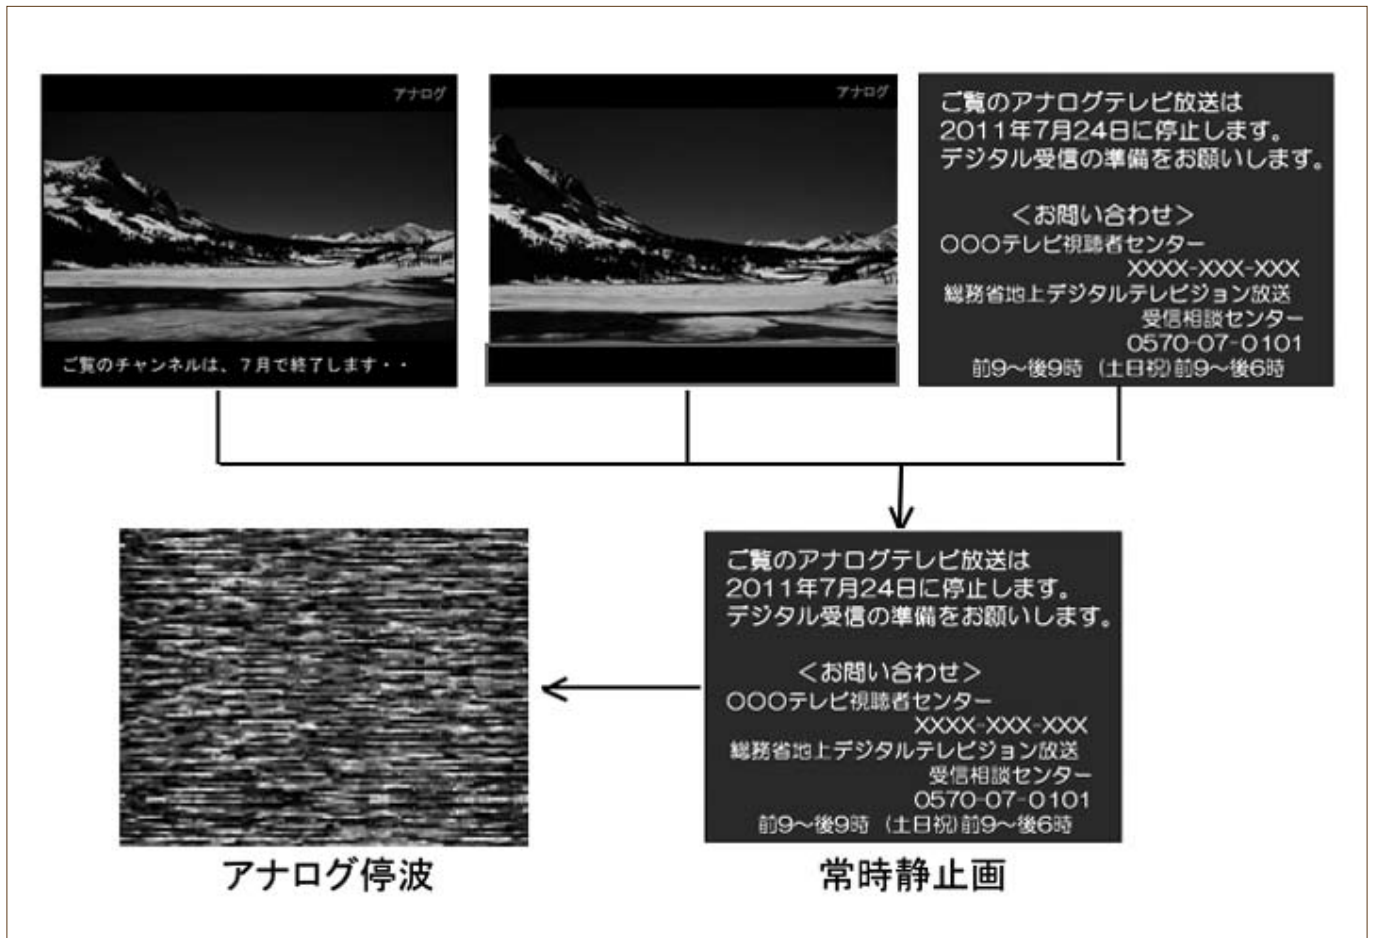 アナログ
ご覧のチャンネルは、７月で終了します・・
アナログ
ご覧のアナログテレビ放送は
2011年7月24日に停止します。
デジタル受信の準備をお願いします。
＜お問い合わせ＞
〇〇〇テレビ視聴者センター
XXXX-XXX-XXX
総務省地上デジタルテレビジョン放送
受信相談センター
0570-07-0101
前9～後9時 (土日祝)前9～後6時
ご覧のアナログテレビ放送は
2011年7月24日に停止します。
デジタル受信の準備をお願いします。
＜お問い合わせ＞
〇〇〇テレビ視聴者センター
XXXX-XXX-XXX
総務省地上デジタルテレビジョン放送
受信相談センター
0570-07-0101
前9～後9時 (土日祝)前9～後6時
アナログ停波
常時静止画